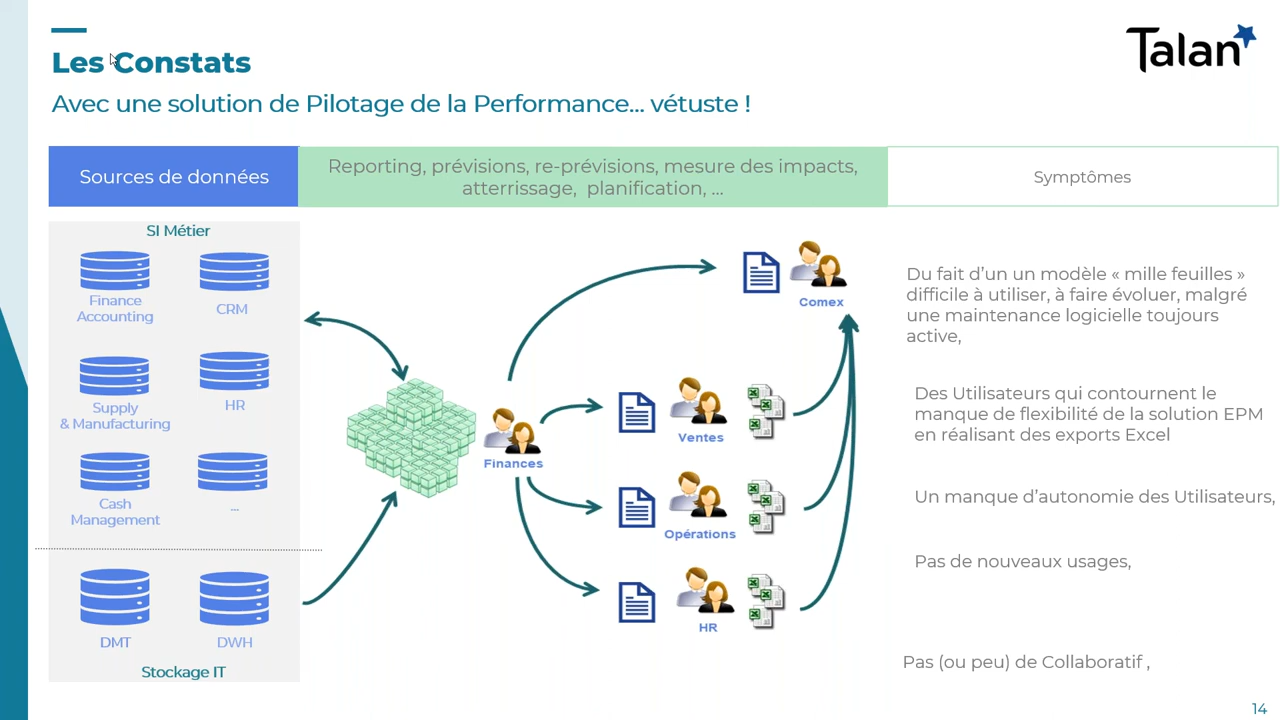 Les Constats
Talan
Avec une solution de Pilotage de la Performance... vétuste !
Sources de données
Reporting, prévisions, re-prévisions, mesure des impacts,
atterrissage, planification, ...
Symptômes
SI Métier
Finance
Accounting
CRM
Supply
& Manufacturing
HR
Cash
Management
...
DMT
DWH
Stockage IT
Finances
Comex
Ventes
Opérations
HR
Du fait d'un un modèle « mille feuilles »
difficile à utiliser, à faire évoluer, malgré
une maintenance logicielle toujours
active,
Des Utilisateurs qui contournent le
manque de flexibilité de la solution EPM
en réalisant des exports Excel
Un manque d'autonomie des Utilisateurs,
Pas de nouveaux usages,
Pas (ou peu) de Collaboratif ,
14